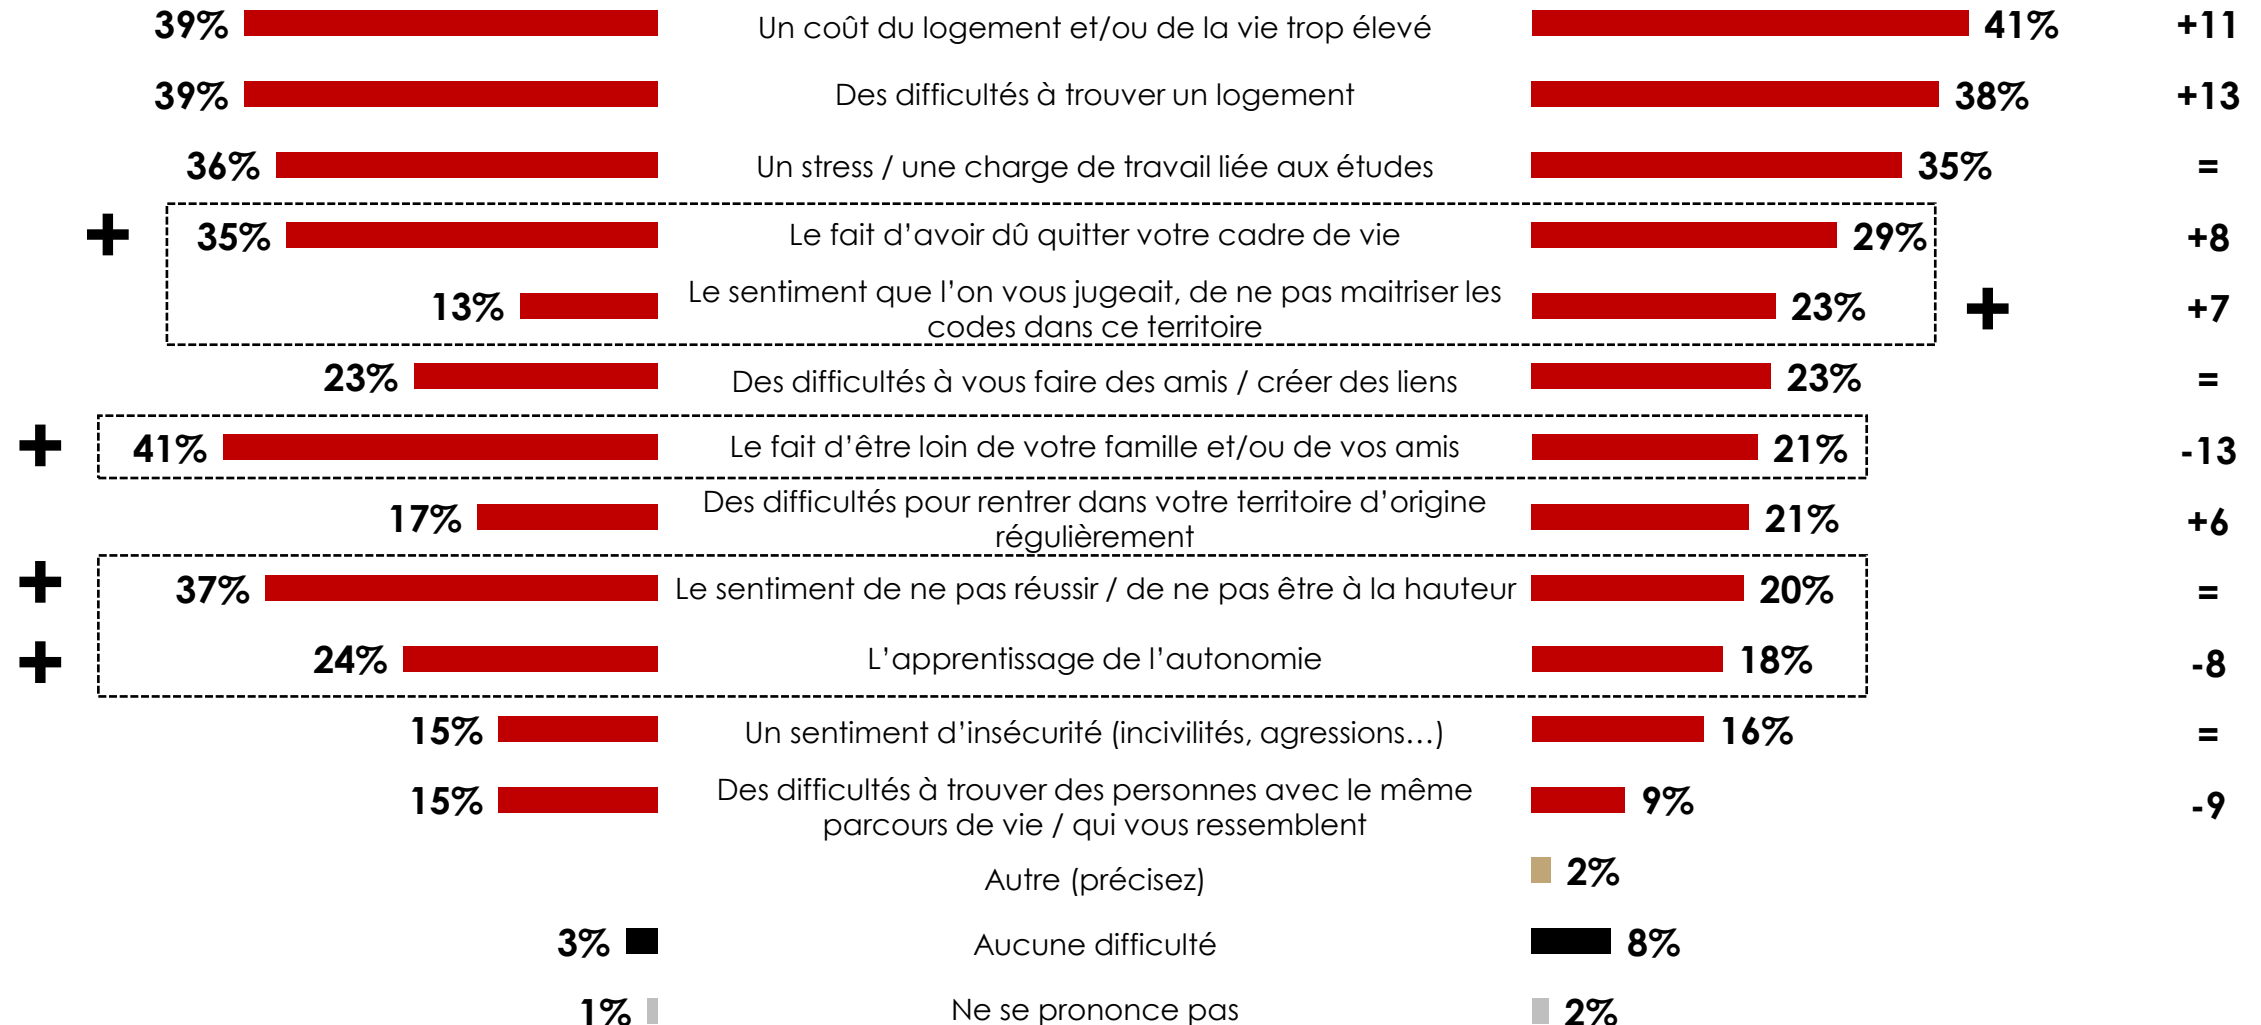 39% Un coût du logement et/ou de la vie trop élevé 41% +11
39% Des difficultés à trouver un logement 38% +13
36% Un stress / une charge de travail liée aux études 35% =
+ 35% Le fait d’avoir dû quitter votre cadre de vie 29% +8
13% Le sentiment que l’on vous jugeait, de ne pas maitriser les 23% + +7
codes dans ce territoire
23% Des difficultés à vous faire des amis / créer des liens 23% =
+ 41% Le fait d’être loin de votre famille et/ou de vos amis 21% -13
17% Des difficultés pour rentrer dans votre territoire d’origine 21% +6
régulièrement
+ 37% Le sentiment de ne pas réussir / de ne pas être à la hauteur 20% =
+ 24% L’apprentissage de l’autonomie 18% -8
15% Un sentiment d’insécurité (incivilités, agressions…) 16% =
15% Des difficultés à trouver des personnes avec le même 9% -9
parcours de vie / qui vous ressemblent
Autre (précisez) 2%
3% Aucune difficulté 8%
1% Ne se prononce pas 2%